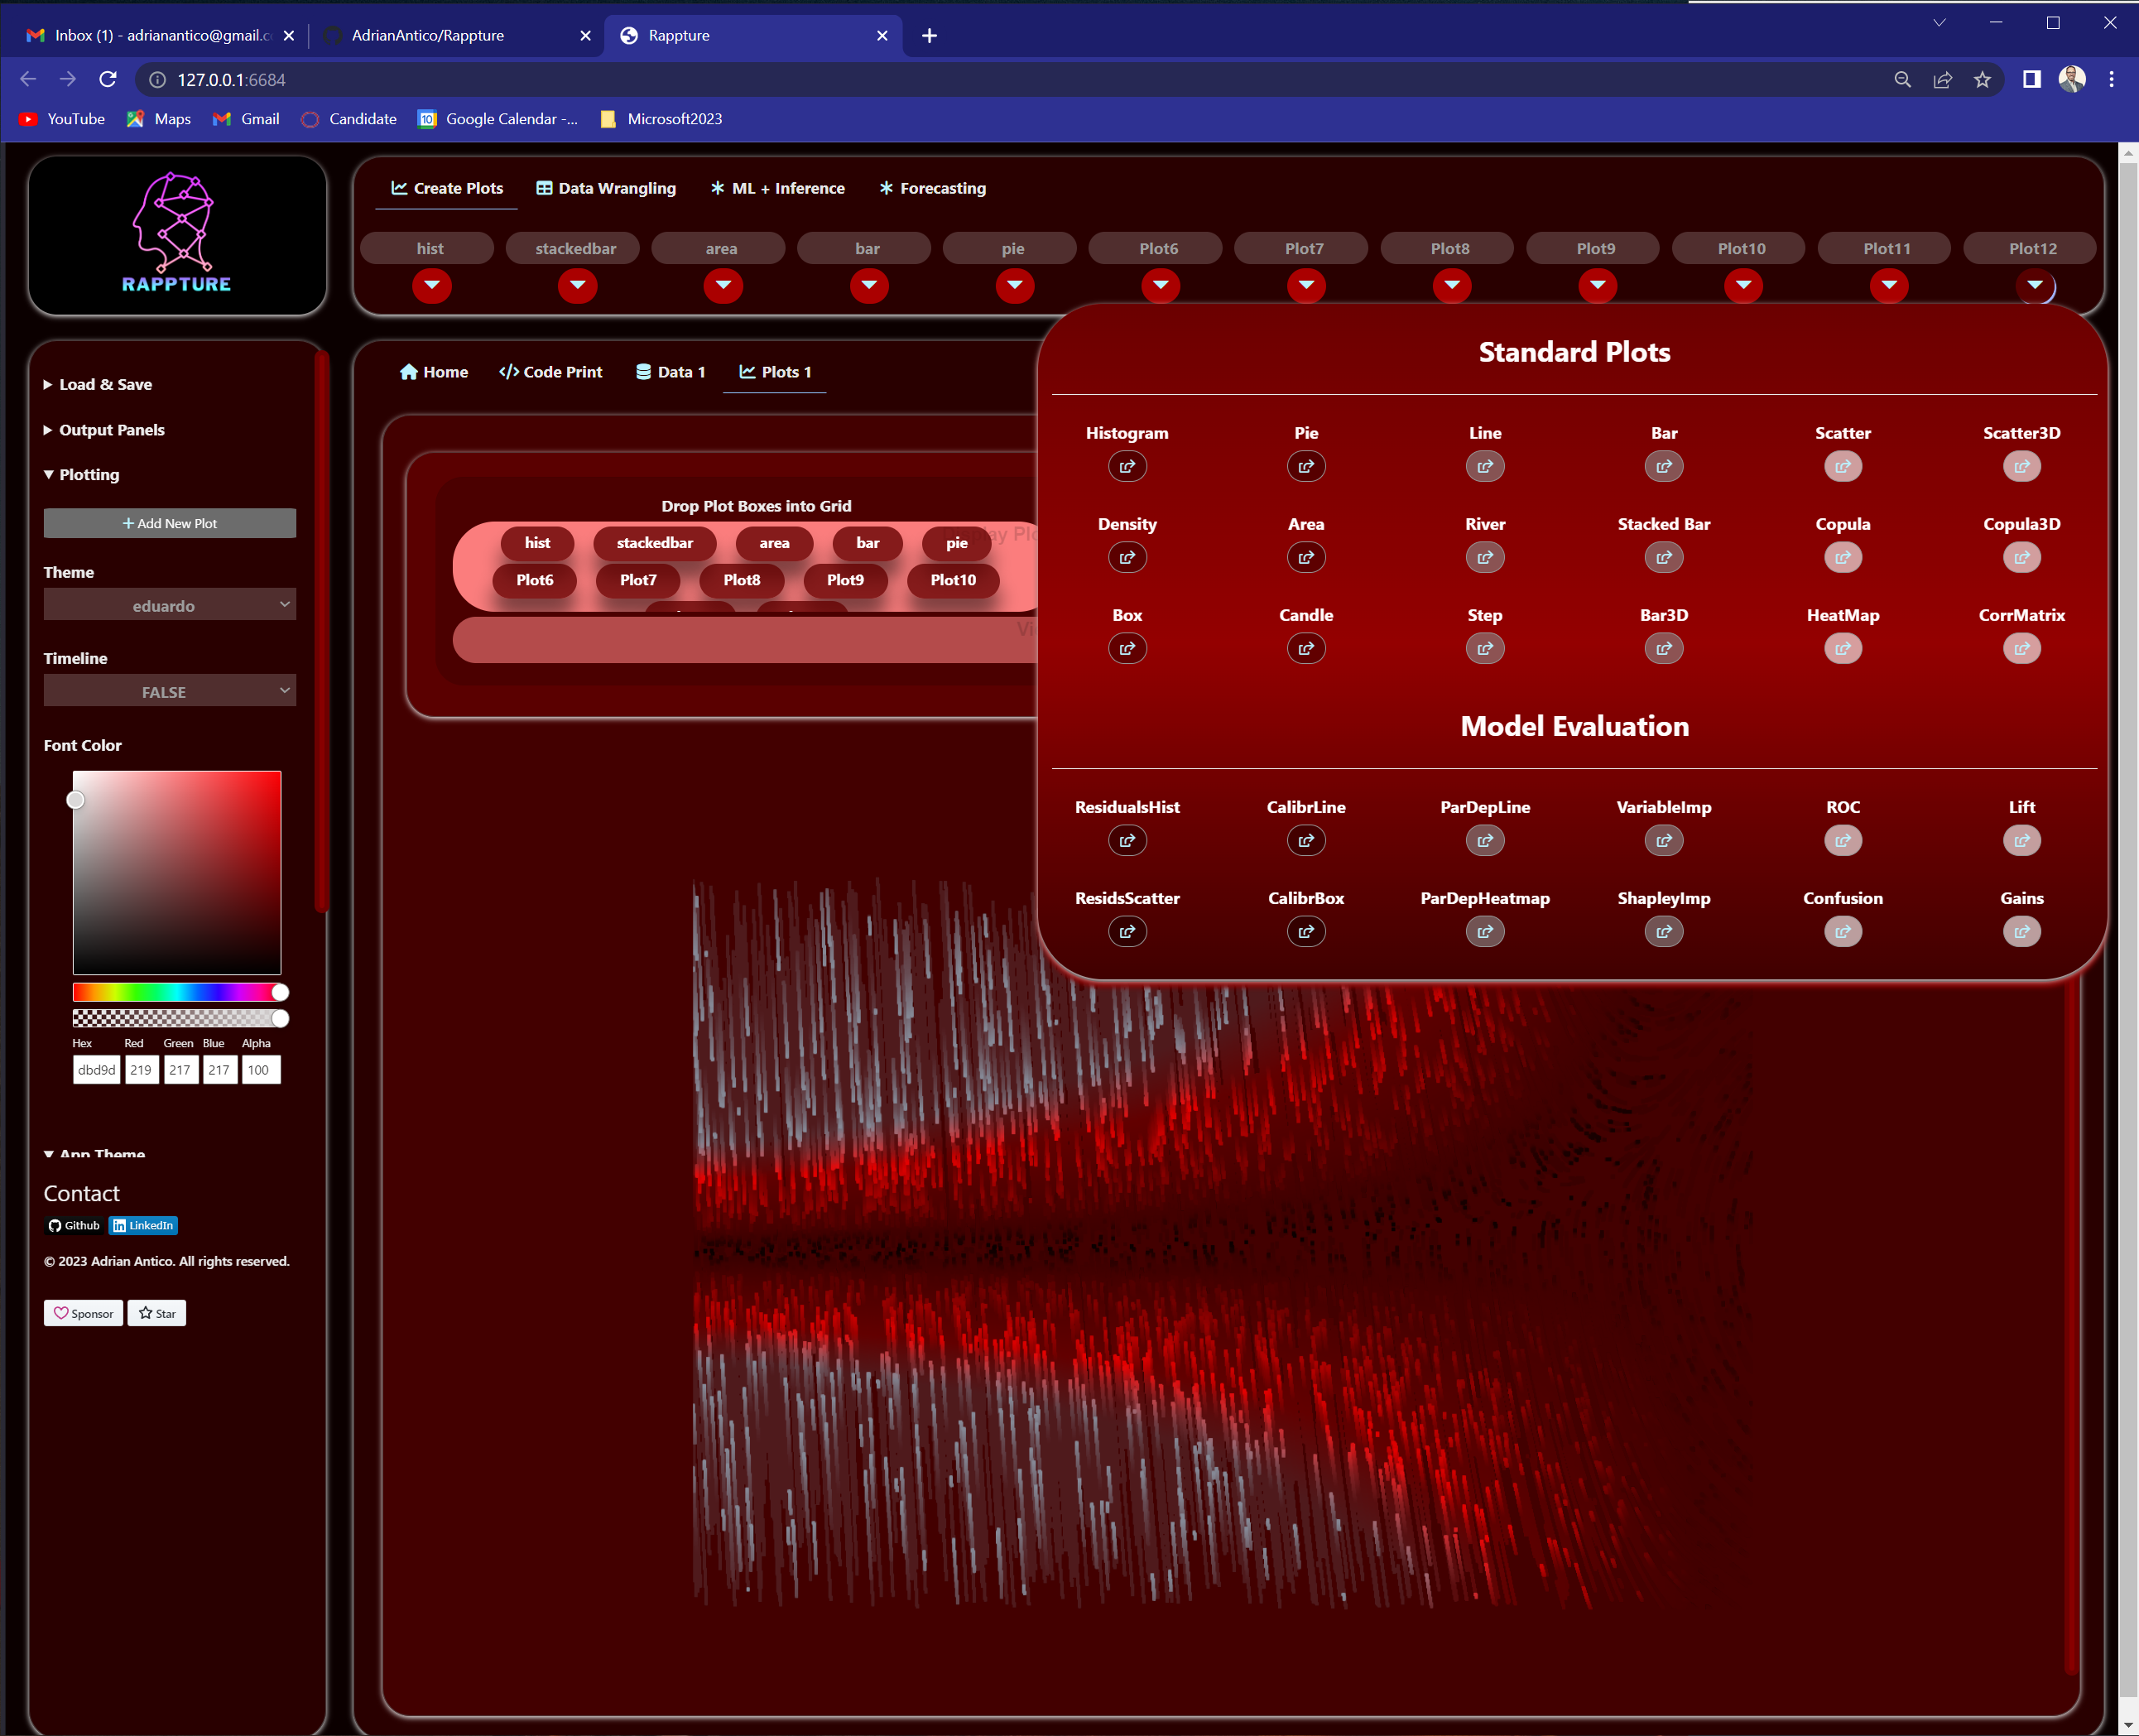 Inbox (1) - adrianantico@gmail.c
AdrianAntico/Rappture
Rappture
127.0.0.1:6684
YouTube
Maps
Gmail
Candidate
10
Google Calendar -...
Microsoft2023
RAPPTURE
Create Plots
Data Wrangling
ML + Inference
Forecasting
hist
stackedbar
area
bar
pie
Plot6
Plot7
Plot8
Plot9
Plot10
Plot11
Plot12
Load & Save
Output Panels
Plotting
Add New Plot
Theme
eduardo
Timeline
FALSE
Font Color
Hex Red Green Blue Alpha
dbd9d 219 217 217 100
App Theme
Contact
Github
LinkedIn
© 2023 Adrian Antico. All rights reserved.
Sponsor
Star
Home
Code Print
Data 1
Plots 1
Drop Plot Boxes into Grid
hist stackedbar area bar pie
Plot6 Plot7 Plot8 Plot9 Plot10
Standard Plots
Histogram Pie Line Bar Scatter Scatter3D
Density Area River Stacked Bar Copula Copula3D
Box Candle Step Bar3D HeatMap CorrMatrix
Model Evaluation
ResidualsHist CalibrLine ParDepLine VariableImp ROC Lift
ResidsScatter CalibrBox ParDepHeatmap ShapleyImp Confusion Gains